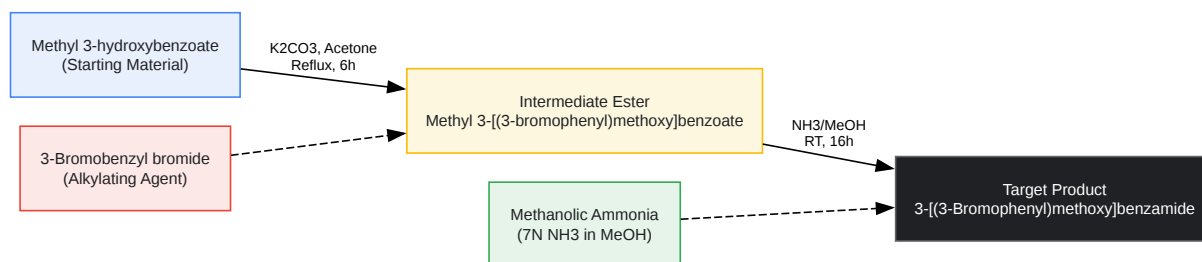 Methyl 3-hydroxybenzoate
(Starting Material)
K2CO3, Acetone
Reflux, 6h
3-Bromobenzyl bromide
(Alkylating Agent)
Intermediate Ester
Methyl 3-[(3-bromophenyl)methoxy]benzoate
NH3/MeOH
RT, 16h
Methanolic Ammonia
(7N NH3 in MeOH)
Target Product
3-[(3-Bromophenyl)methoxy]benzamide